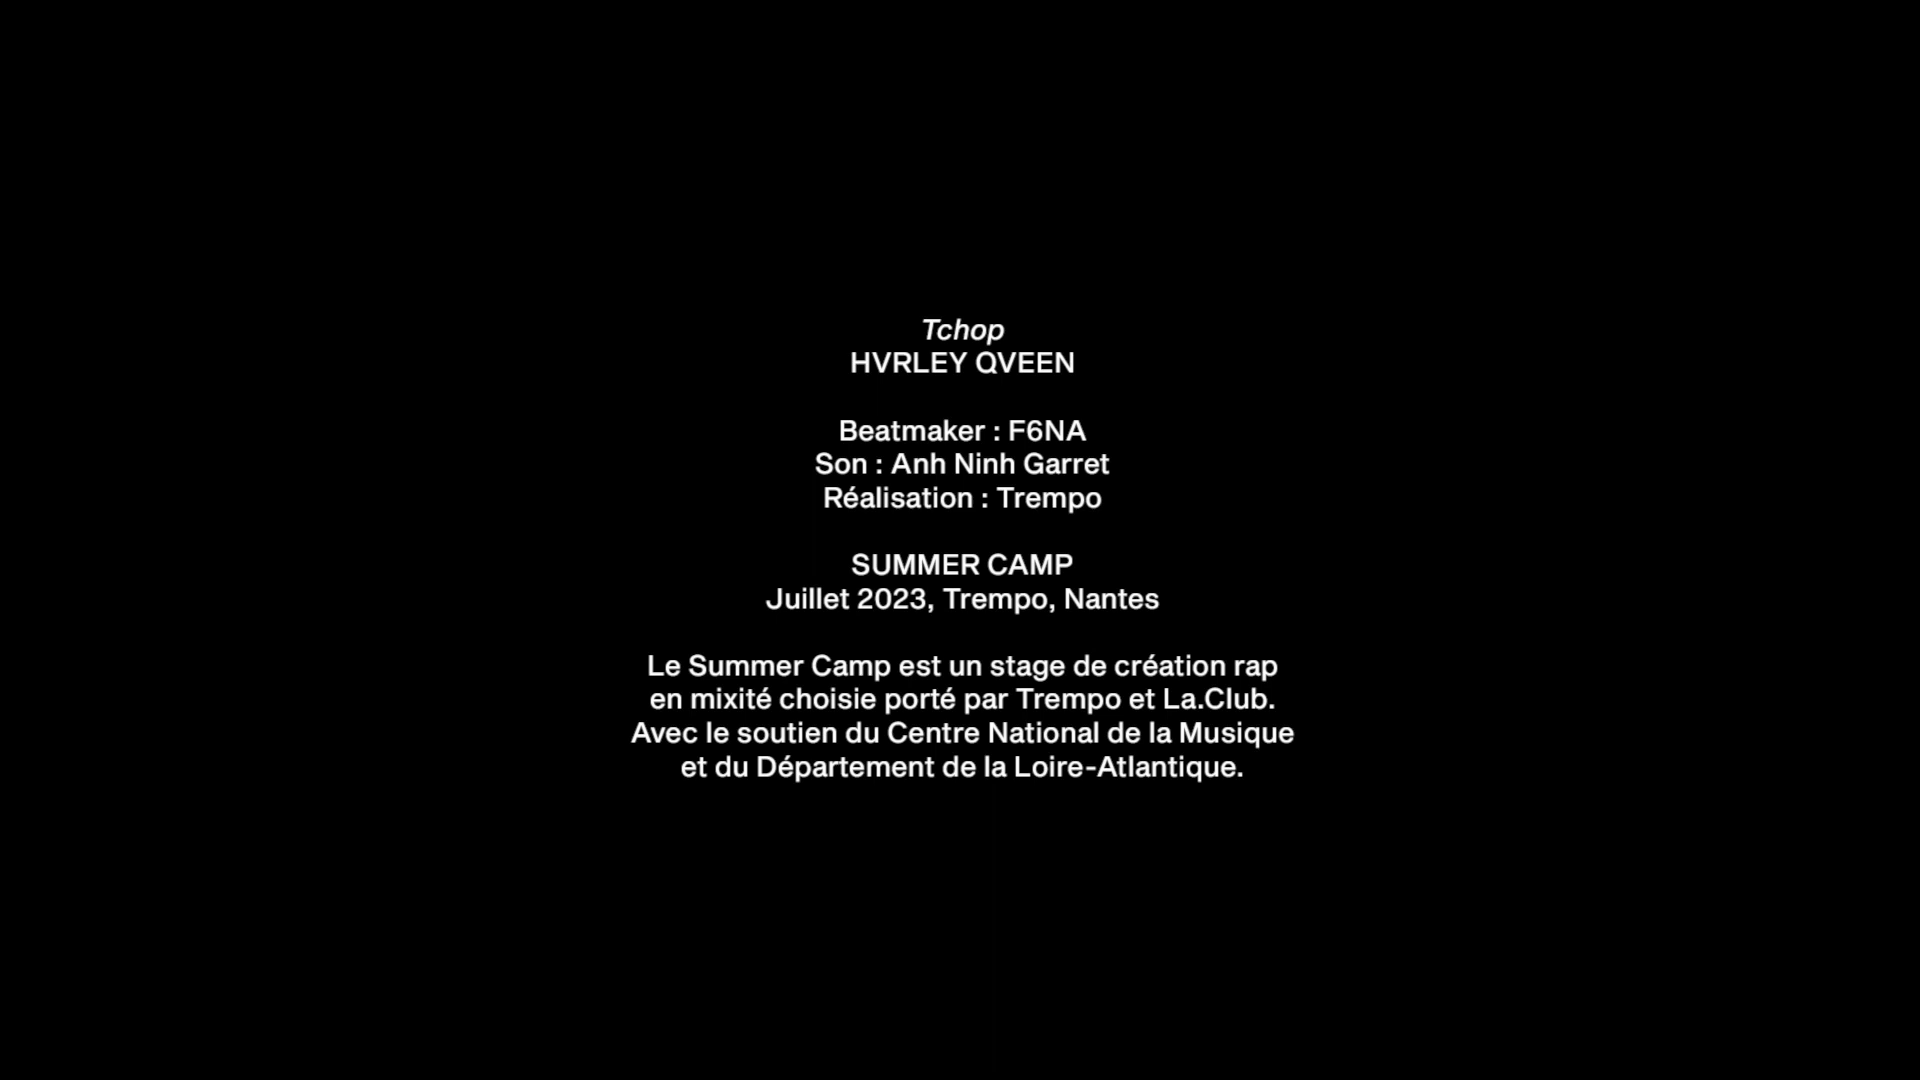 Tchop
HVRLEY QVEEN
Beatmaker : F6NA
Son : Anh Ninh Garret
Réalisation : Trempo
SUMMER CAMP
Juillet 2023, Trempo, Nantes
Le Summer Camp est un stage de création rap
en mixité choisie porté par Trempo et La.Club.
Avec le soutien du Centre National de la Musique
et du Département de la Loire-Atlantique.